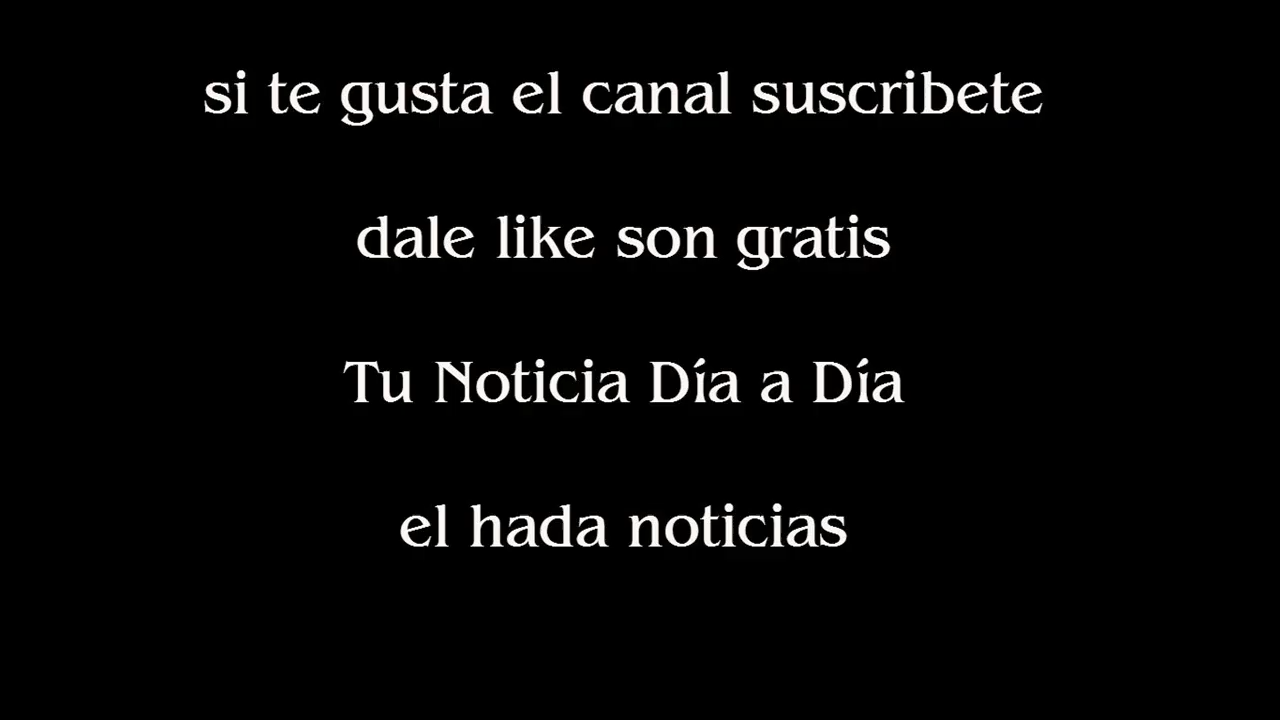 si te gusta el canal suscribete
dale like son gratis
Tu Noticia Día a Día
el hada noticias